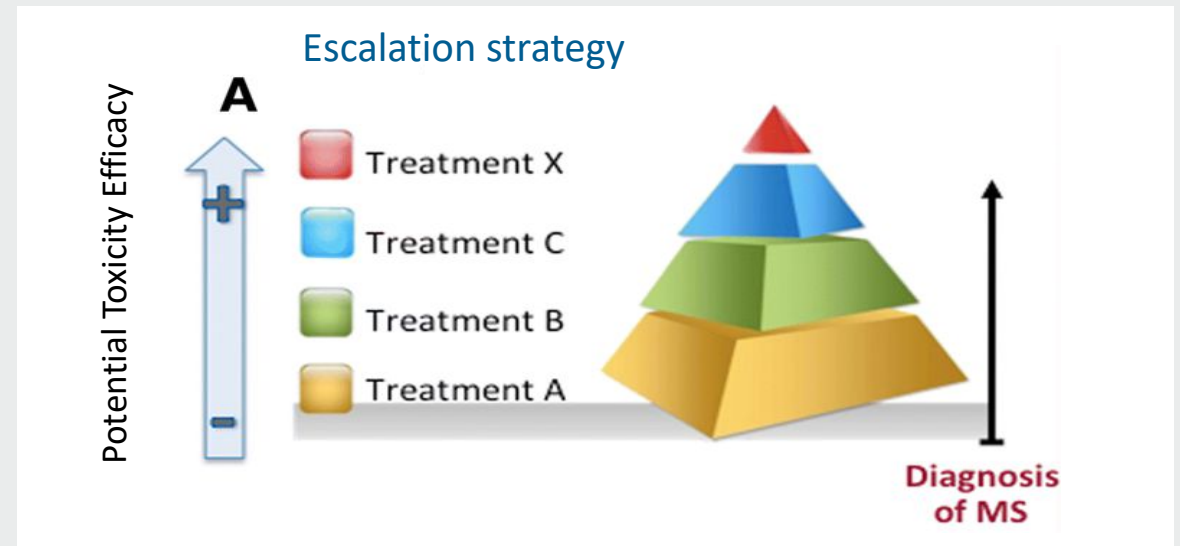 Escalation strategy
A
Potential Toxicity Efficacy
+
Treatment X
Treatment C
Treatment B
Treatment A
-
Diagnosis
of MS